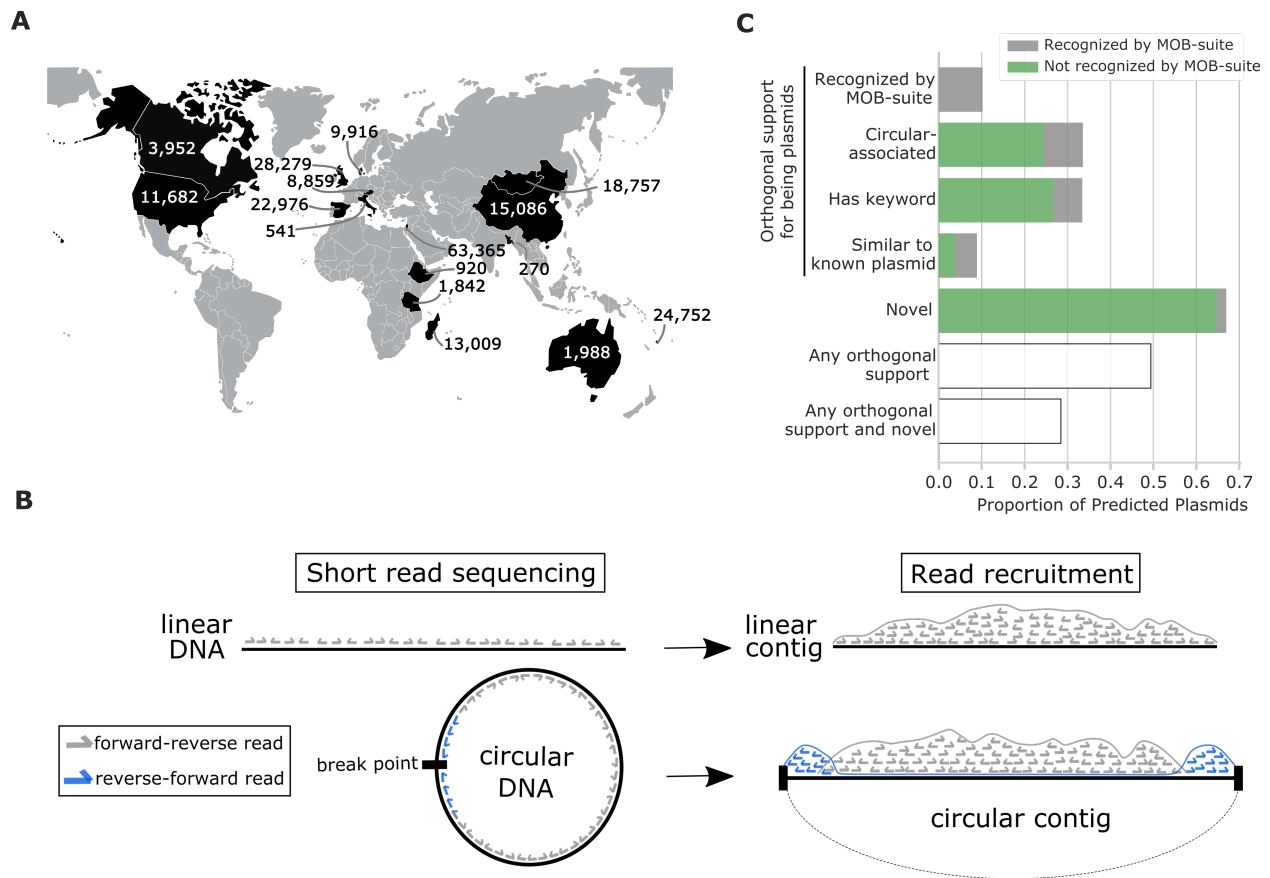 A
9,916
3,952
28,279
8,859
18,757
11,682
22,976
15,086
541
63,365
920
270
1,842
24,752
13,009
1,988
C
Recognized by MOB-suite
Not recognized by MOB-suite
Orthogonal support
for being plasmids
Recognized by
MOB-suite
Circular-
associated
Has keyword
Similar to
known plasmid
Novel
Any orthogonal
support
Any orthogonal
support and novel
0.0 0.1 0.2 0.3 0.4 0.5 0.6 0.7
Proportion of Predicted Plasmids
B
Short read sequencing
Read recruitment
linear
DNA
linear
contig
forward-reverse read
reverse-forward read
break point
circular
DNA
circular contig